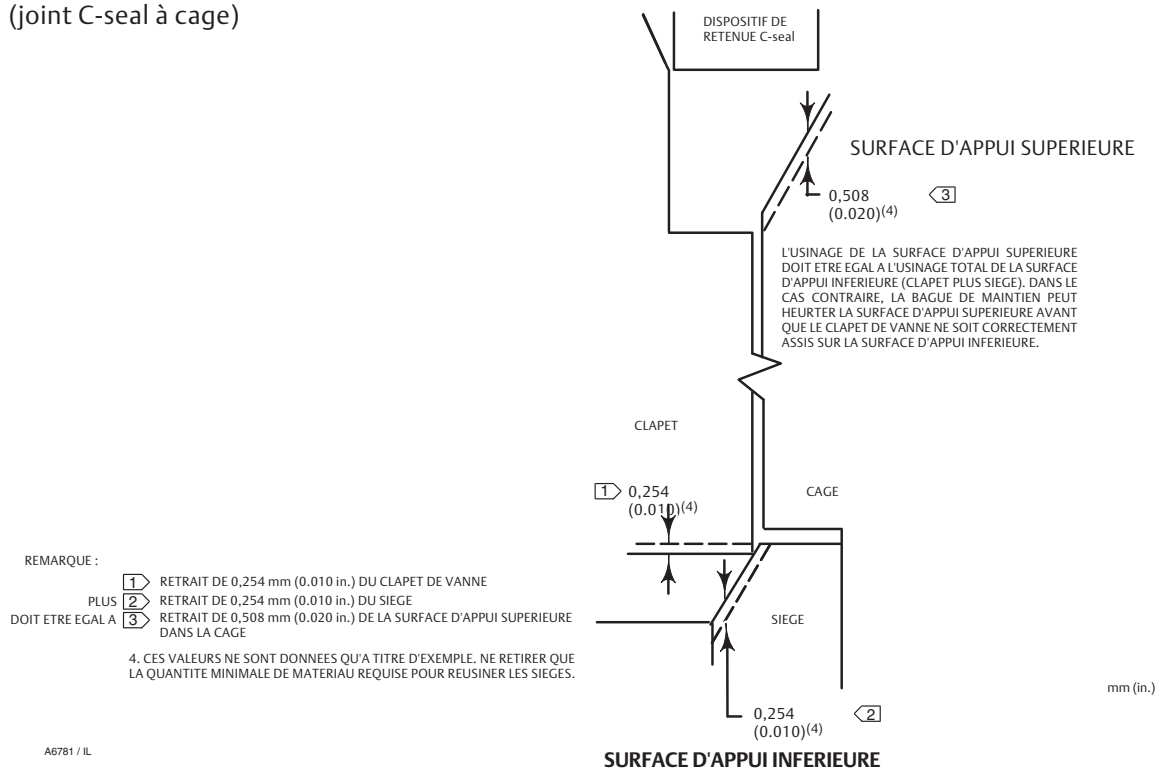 (joint C-seal à cage)
DISPOSITIF DE
RETENUE C-seal
SURFACE D'APPUI SUPERIEURE
0,508
(0.020)(4)
3
L'USINAGE DE LA SURFACE D'APPUI SUPERIEURE
DOIT ETRE EGAL A L'USINAGE TOTAL DE LA SURFACE
D'APPUI INFERIEURE (CLAPET PLUS SIEGE). DANS LE
CAS CONTRAIRE, LA BAGUE DE MAINTIEN PEUT
HEURTER LA SURFACE D'APPUI SUPERIEURE AVANT
QUE LE CLAPET DE VANNE NE SOIT CORRECTEMENT
ASSIS SUR LA SURFACE D'APPUI INFERIEURE.
CLAPET
1 0,254
(0.010)(4)
CAGE
REMARQUE :
1 RETRAIT DE 0,254 mm (0.010 in.) DU CLAPET DE VANNE
PLUS 2 RETRAIT DE 0,254 mm (0.010 in.) DU SIEGE
DOIT ETRE EGAL A 3 RETRAIT DE 0,508 mm (0.020 in.) DE LA SURFACE D'APPUI SUPERIEURE
DANS LA CAGE
4. CES VALEURS NE SONT DONNEES QU'A TITRE D'EXEMPLE. NE RETIRER QUE
LA QUANTITE MINIMALE DE MATERIAU REQUISE POUR REUSINER LES SIEGES.
SIEGE
mm (in.)
0,254
(0.010)(4)
2
A6781 / IL
SURFACE D'APPUI INFERIEURE